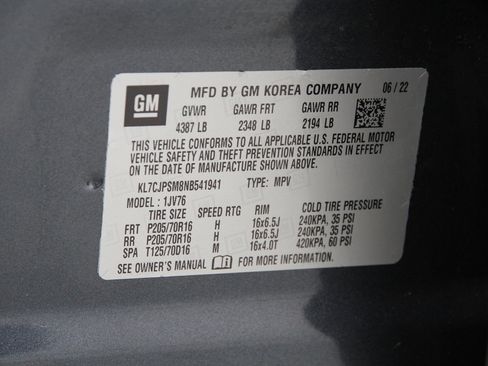 GM MFD BY GM KOREA COMPANY 06/22
GVWR GAWR FRT GAWR RR
4387 LB 2348 LB 2194 LB
THIS VEHICLE CONFORMS TO ALL APPLICABLE U.S. FEDERAL MOTOR
VEHICLE SAFETY AND THEFT PREVENTION STANDARDS IN EFFECT ON
THE DATE OF MANUFACTURE SHOWN ABOVE.
KL7CJPSM8NB541941 TYPE: MPV
MODEL: 1JV76
TIRE SIZE SPEED RTG RIM COLD TIRE PRESSURE
FRT P205/70R16 H 16x6.5J 240KPA, 35 PSI
RR P205/70R16 H 16x6.5J 240KPA, 35 PSI
SPA T125/70D16 M 16x4.0T 420KPA, 60 PSI
SEE OWNER'S MANUAL FOR MORE INFORMATION.